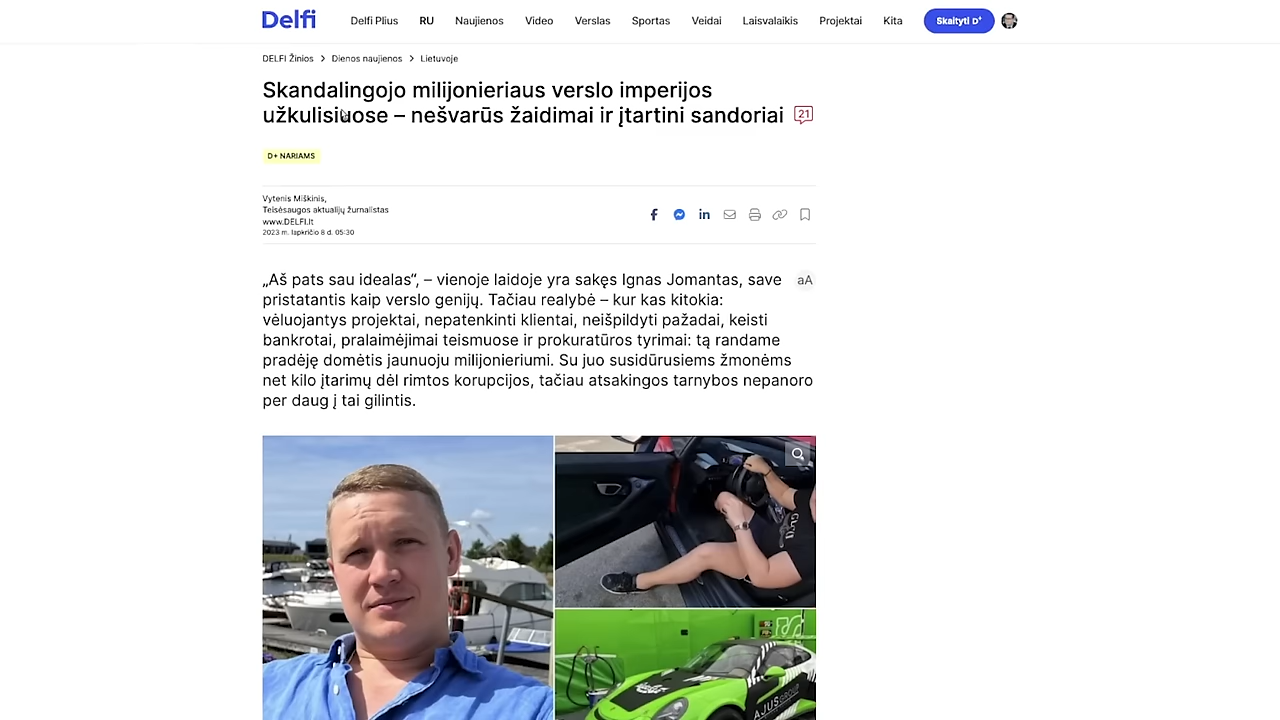 Delfi
Delfi Plius RU Naujienos Video Verslas Sportas Veidai Laisvalaikis Projektai Kita Skaityti D+
DELFI Žinios > Dienos naujienos > Lietuvoje
Skandalingojo milijonieriaus verslo imperijos
užkulisiuose – nešvarūs žaidimai ir įtartini sandoriai 21
D+ NARIAMS
Vytenis Miškinis,
Teisėsaugos aktualijų žurnalistas
www.DELFI.lt
2023 m. lapkričio 8 d. 05:30
„Aš pats sau idealas“, – vienoje laidoje yra sakęs Ignas Jomantas, save aA
pristatantis kaip verslo genijų. Tačiau realybė – kur kas kitokia:
vėluojantys projektai, nepatenkinti klientai, neišpildyti pažadai, keisti
bankrotai, pralaimėjimai teismuose ir prokuratūros tyrimai: tą randame
pradėję domėtis jaunuoju milijonieriumi. Su juo susidūrusiems žmonėms
net kilo įtarimų dėl rimtos korupcijos, tačiau atsakingos tarnybos nepanoro
per daug į tai gilintis.
AJUS GROUP